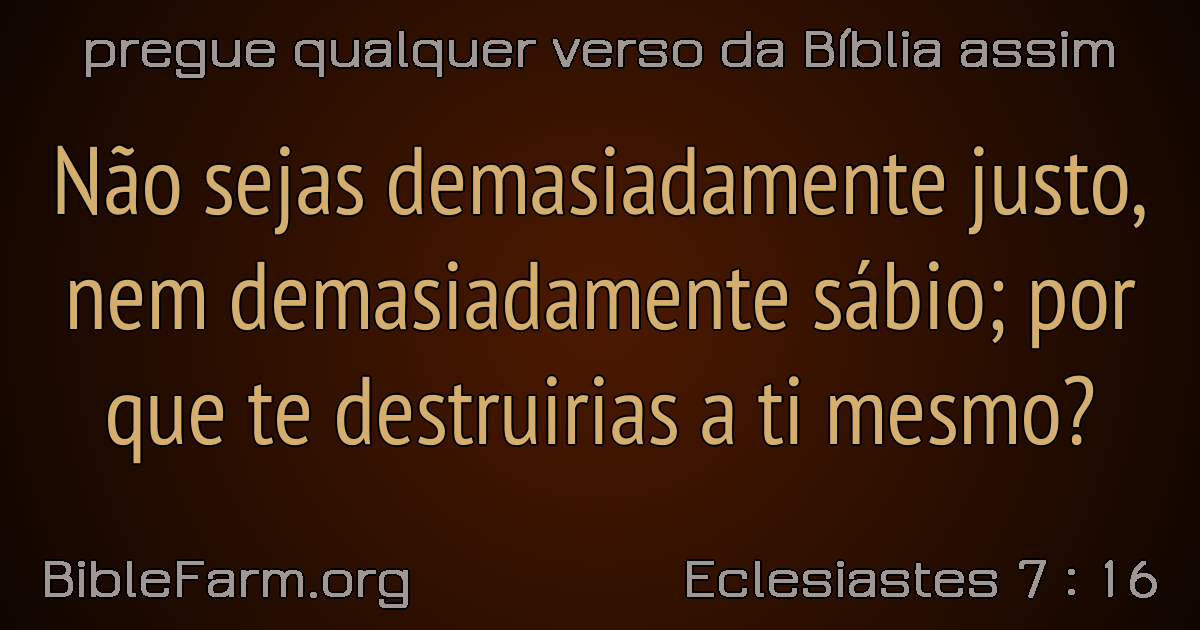 pregue qualquer verso da Bíblia assim
Não sejas demasiadamente justo,
nem demasiadamente sábio; por
que te destruirias a ti mesmo?
BibleFarm.org
Eclesiastes 7 : 16